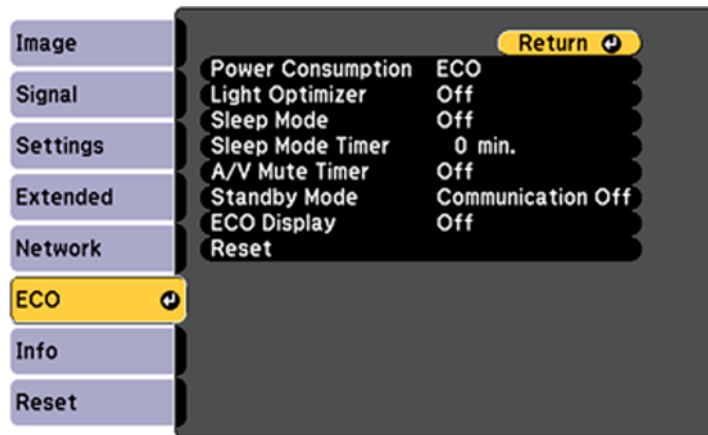 Image
Signal
Settings
Extended
Network
ECO
Info
Reset
Return
Power Consumption ECO
Light Optimizer Off
Sleep Mode Off
Sleep Mode Timer 0 min.
A/V Mute Timer Off
Standby Mode Communication Off
ECO Display Off
Reset